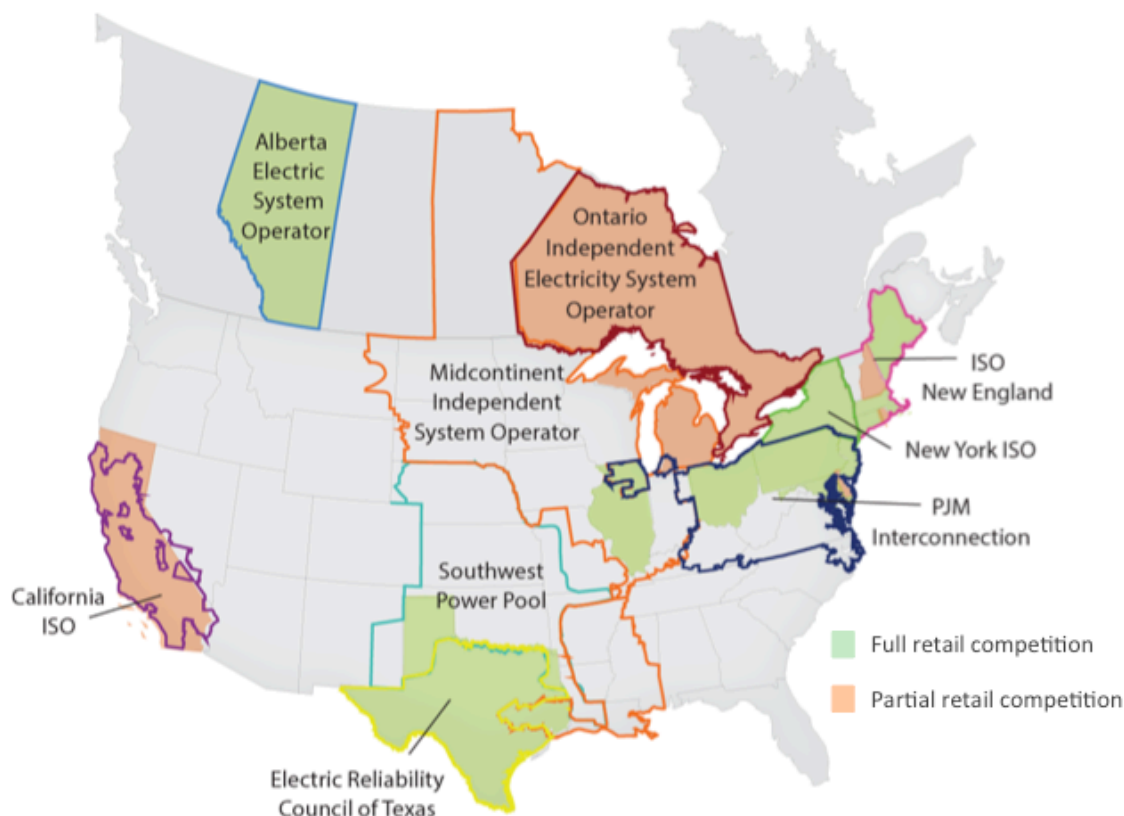 Alberta
Electric
System
Operator
Ontario
Independent
Electricity System
Operator
Midcontinent
Independent
System Operator
ISO
New England
New York ISO
PJM
Interconnection
Southwest
Power Pool
California
ISO
Full retail competition
Partial retail competition
Electric Reliability
Council of Texas